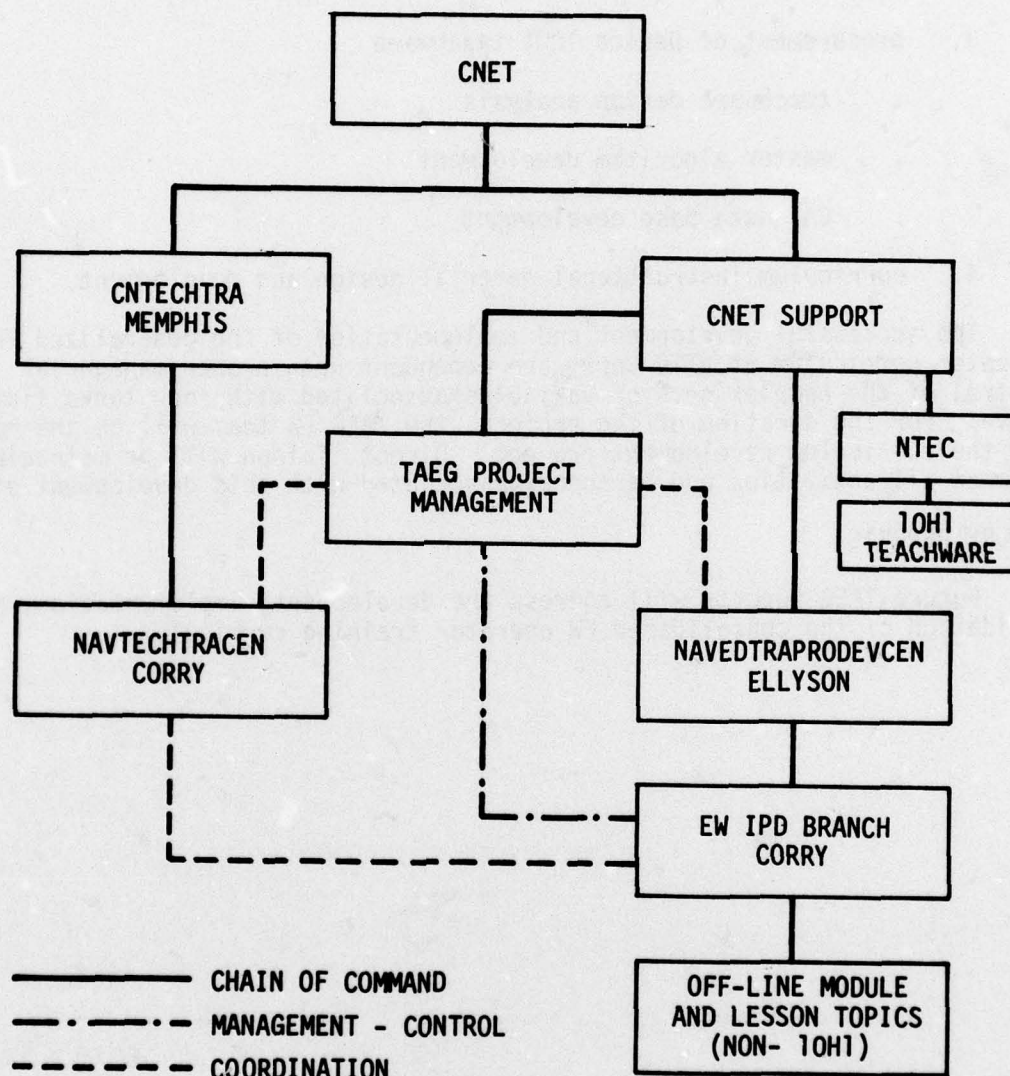 CNET
CNTECHTRA
MEMPHIS
CNET SUPPORT
NTEC
10H1
TEACHWARE
TAEG PROJECT
MANAGEMENT
NAVTECHTRACEN
CORRY
NAVEDTRAPRODEVCEN
ELLYSON
EW IPD BRANCH
CORRY
OFF-LINE MODULE
AND LESSON TOPICS
(NON- 10H1)
CHAIN OF COMMAND
MANAGEMENT - CONTROL
COORDINATION